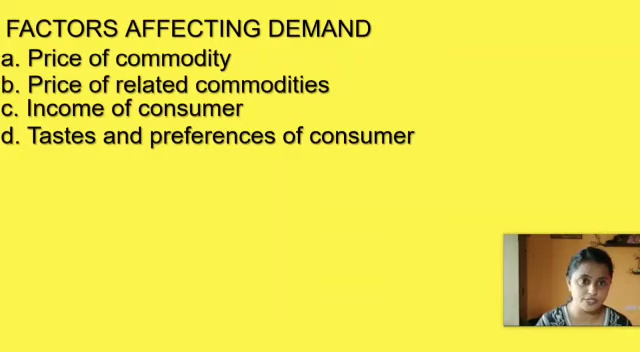 FACTORS AFFECTING DEMAND
a. Price of commodity
b. Price of related commodities
c. Income of consumer
d. Tastes and preferences of consumer